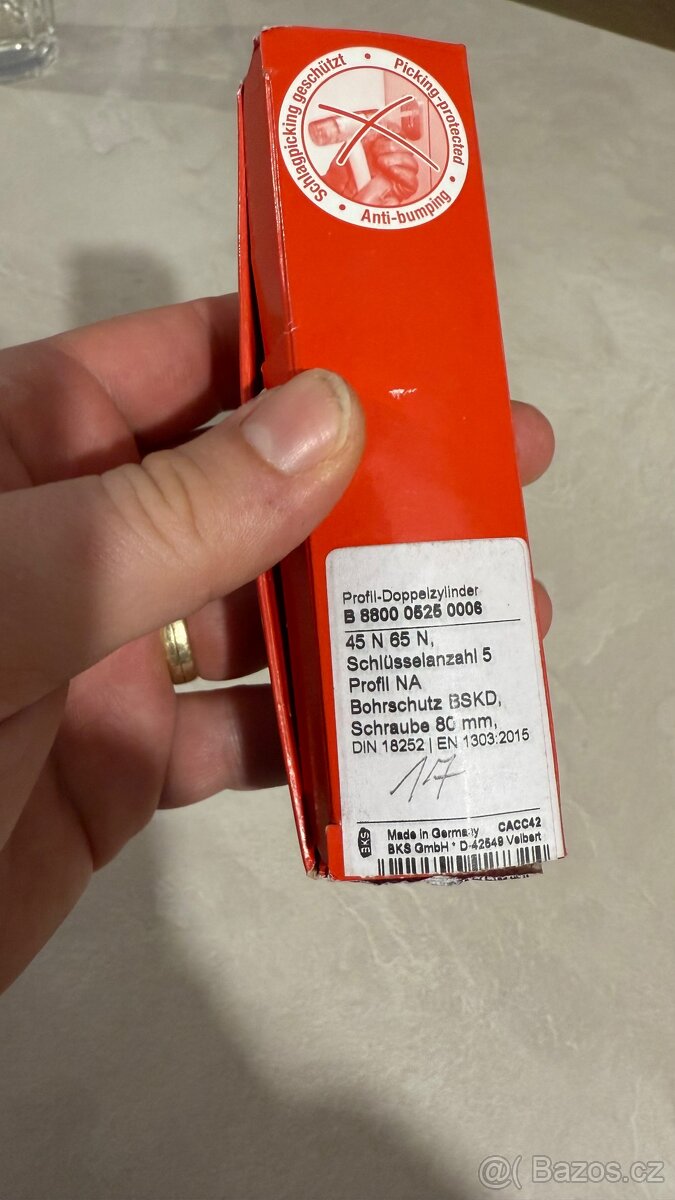 Schlagpicking geschützt • Picking-protected • Anti-bumping •
Profil-Doppelzylinder
B 8800 0525 0006
45 N 65 N,
Schlüsselanzahl 5
Profil NA
Bohrschutz BSKD,
Schraube 80 mm,
DIN 18252 | EN 1303:2015
17
BKS
Made in Germany CACC42
BKS GmbH * D-42549 Velbert
@( Bazos.cz